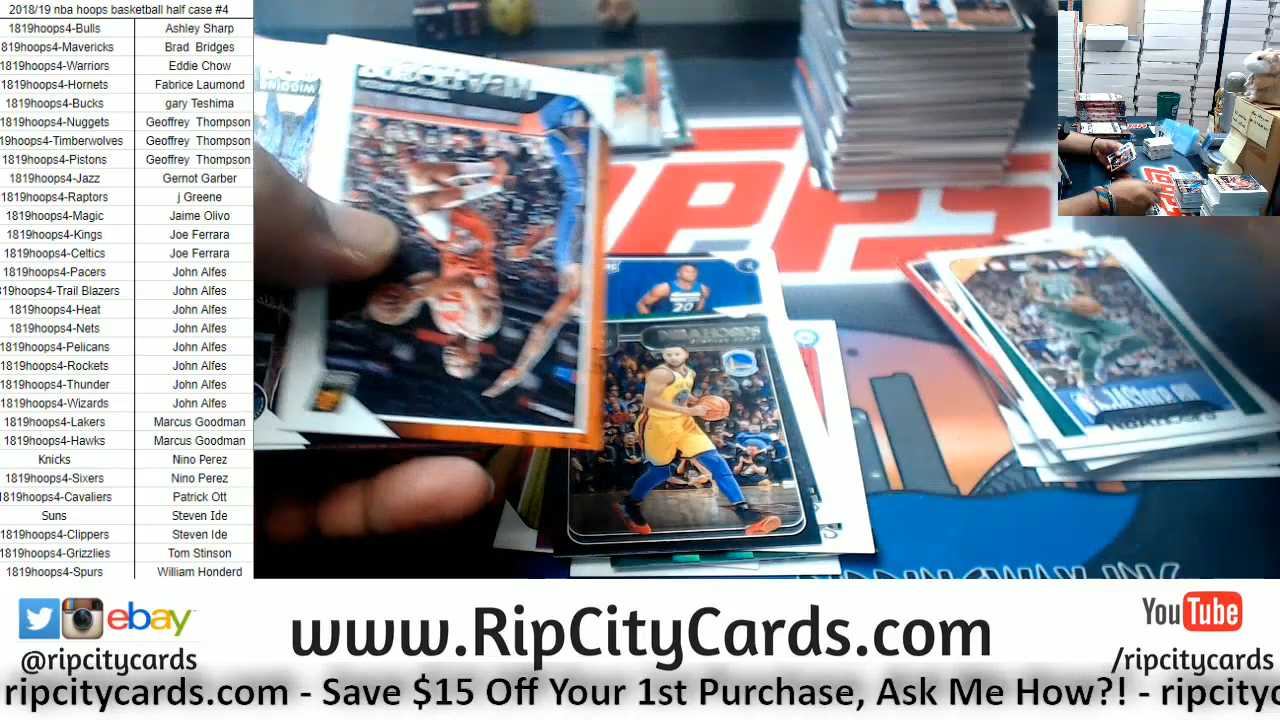 2018/19 nba hoops basketball half case #4
1819hoops4-Bulls Ashley Sharp
819hoops4-Mavericks Brad Bridges
1819hoops4-Warriors Eddie Chow
1819hoops4-Hornets Fabrice Laumond
1819hoops4-Bucks gary Teshima
1819hoops4-Nuggets Geoffrey Thompson
19hoops4-Timberwolves Geoffrey Thompson
1819hoops4-Pistons Geoffrey Thompson
1819hoops4-Jazz Gernot Garber
1819hoops4-Raptors j Greene
1819hoops4-Magic Jaime Olivo
1819hoops4-Kings Joe Ferrara
1819hoops4-Celtics Joe Ferrara
1819hoops4-Pacers John Alfes
819hoops4-Trail Blazers John Alfes
1819hoops4-Heat John Alfes
1819hoops4-Nets John Alfes
1819hoops4-Pelicans John Alfes
1819hoops4-Rockets John Alfes
1819hoops4-Thunder John Alfes
1819hoops4-Wizards John Alfes
1819hoops4-Lakers Marcus Goodman
1819hoops4-Hawks Marcus Goodman
Knicks Nino Perez
1819hoops4-Sixers Nino Perez
1819hoops4-Cavaliers Patrick Ott
Suns Steven Ide
1819hoops4-Clippers Steven Ide
1819hoops4-Grizzlies Tom Stinson
1819hoops4-Spurs William Honderd
20
NBA HOOPS
ebay
@ripcitycards
www.RipCityCards.com
YouTube
/ripcitycards
ripcitycards.com - Save $15 Off Your 1st Purchase, Ask Me How?! - ripcityc